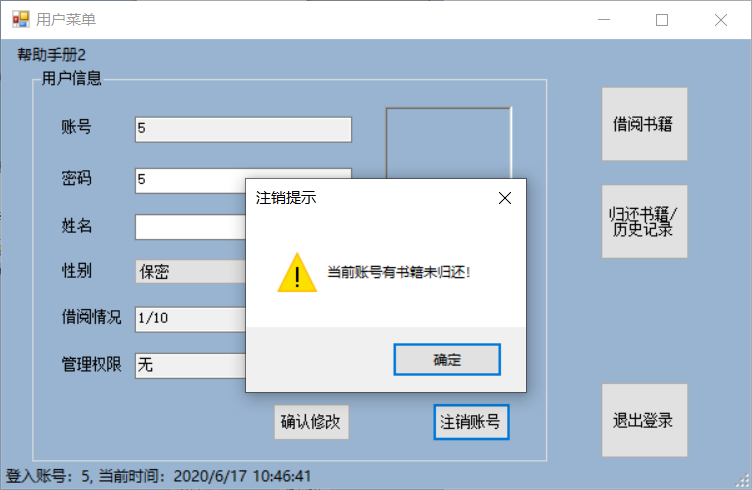 用户菜单
帮助手册2
用户信息
账号
5
密码
5
姓名
性别
保密
借阅情况
1/10
管理权限
无
注销提示
当前账号有书籍未归还!
确定
确认修改
注销账号
借阅书籍
归还书籍/
历史记录
退出登录
登入账号: 5, 当前时间: 2020/6/17 10:46:41